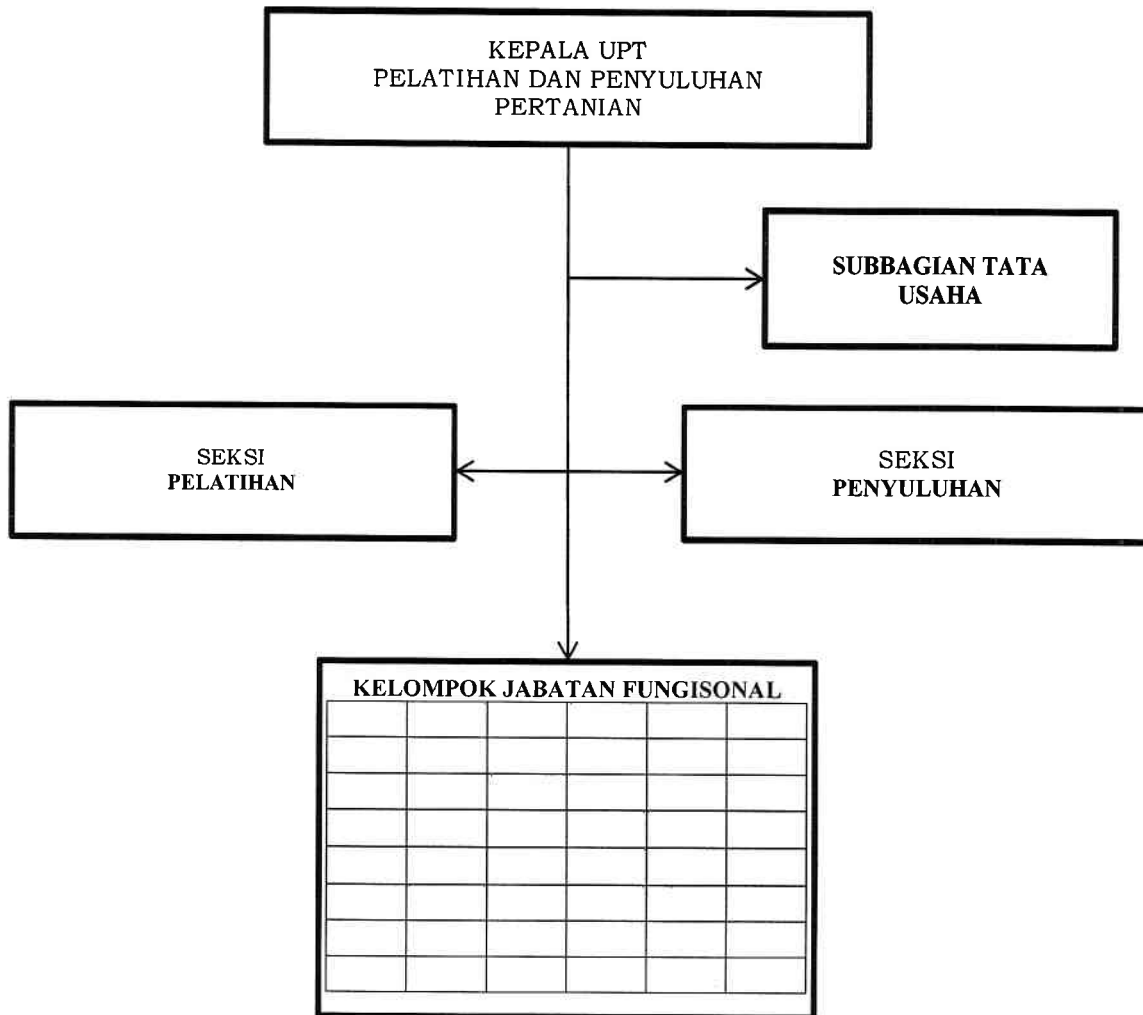 KEPALA UPT
PELATIHAN DAN PENYULUHAN
PERTANIAN
SUBBAGIAN TATA
USAHA
SEKSI
PELATIHAN
SEKSI
PENYULUHAN
KELOMPOK JABATAN FUNGISONAL